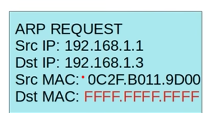 ARP REQUEST
Src IP: 192.168.1.1
Dst IP: 192.168.1.3
Src MAC: 0C2F.B011.9D00
Dst MAC: FFFF.FFFF.FFFF